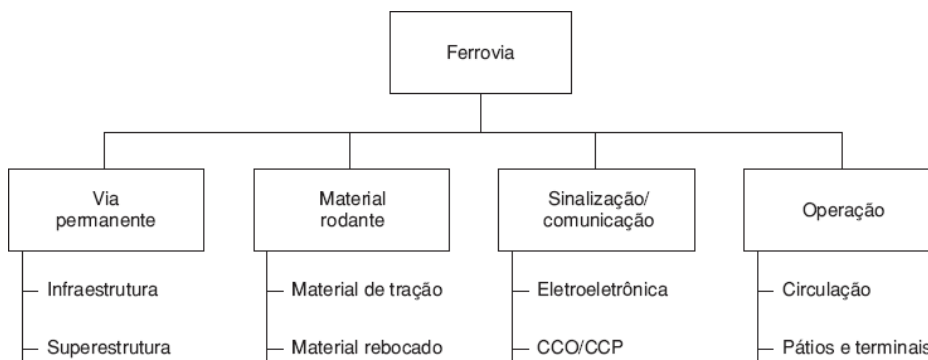 Ferrovia
Via
permanente
Material
rodante
Sinalização/
comunicação
Operação
Infraestrutura
Material de tração
Eletroeletrônica
Circulação
Superestrutura
Material rebocado
CCO/CCP
Pátios e terminais